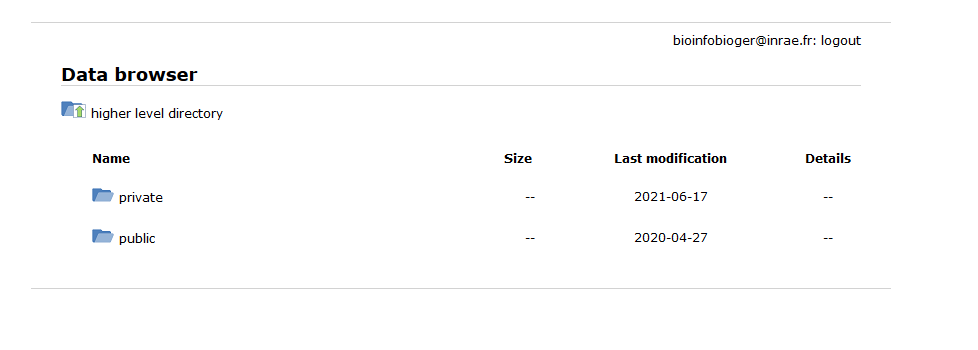 bioinfobioger@inrae.fr: logout
Data browser
higher level directory
Name Size Last modification Details
private -- 2021-06-17 --
public -- 2020-04-27 --